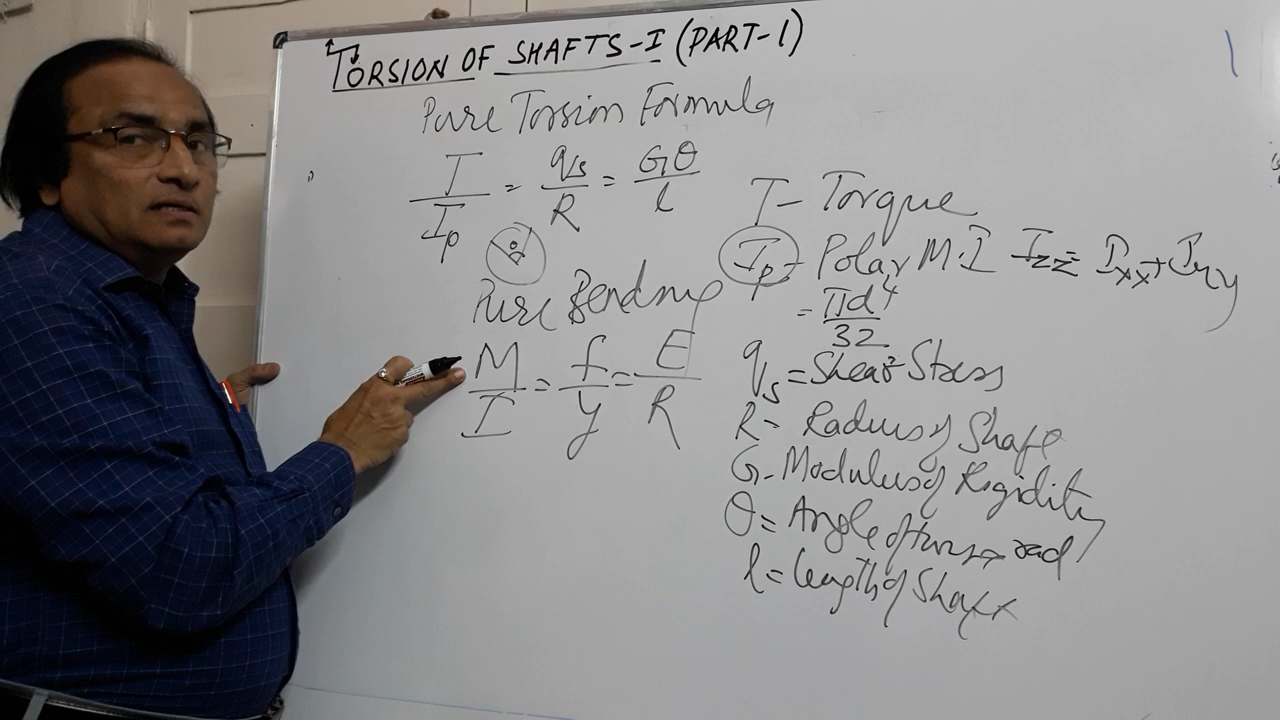 TORSION OF SHAFTS-I (PART-1)
Pure Torsion Formula
T/Ip = qs/R = Gθ/l
T - Torque
Ip - Polar M.I Izz = Ixx + Iyy
= πd⁴/32
Pure Bending
M/I = f/y = E/R
qs = Shear Stress
R - Radius of Shaft
G - Modulus of Rigidity
θ = Angle of twist rad
l = length of Shaft